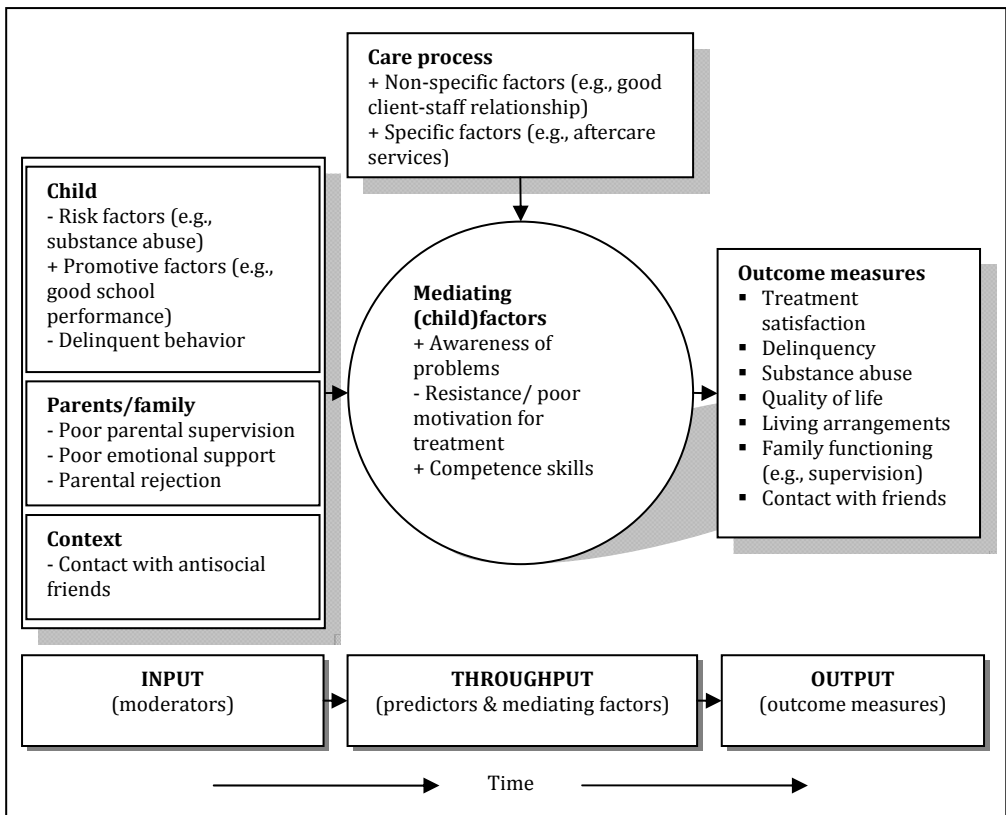 Care process
+ Non-specific factors (e.g., good
client-staff relationship)
+ Specific factors (e.g., aftercare
services)
Child
- Risk factors (e.g.,
substance abuse)
+ Promotive factors (e.g.,
good school
performance)
- Delinquent behavior
Parents/family
- Poor parental supervision
- Poor emotional support
- Parental rejection
Context
- Contact with antisocial
friends
Mediating
(child)factors
+ Awareness of
problems
- Resistance/ poor
motivation for
treatment
+ Competence skills
Outcome measures
▪ Treatment
satisfaction
▪ Delinquency
▪ Substance abuse
▪ Quality of life
▪ Living arrangements
▪ Family functioning
(e.g., supervision)
▪ Contact with friends
INPUT
(moderators)
THROUGHPUT
(predictors & mediating factors)
OUTPUT
(outcome measures)
Time